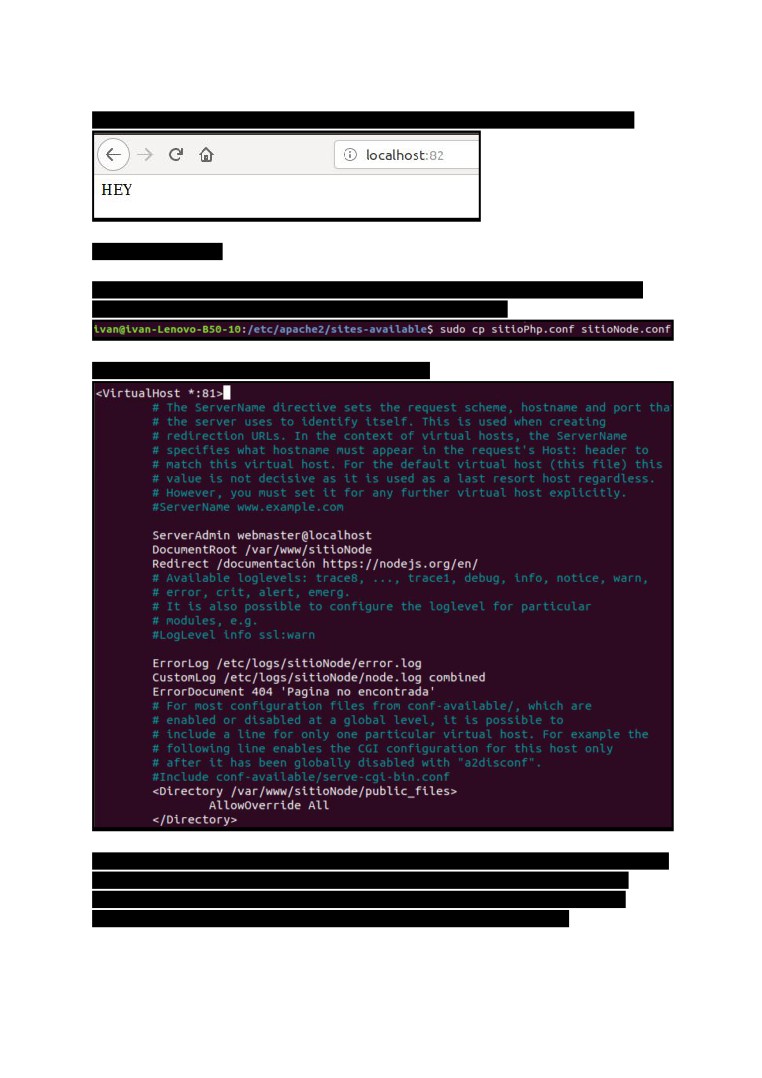 localhost:82
HEY
ivan@ivan-Lenovo-B50-10:/etc/apache2/sites-available$ sudo cp sitioPhp.conf sitioNode.conf
<VirtualHost *:81>
# The ServerName directive sets the request scheme, hostname and port tha
# the server uses to identify itself. This is used when creating
# redirection URLs. In the context of virtual hosts, the ServerName
# specifies what hostname must appear in the request's Host: header to
# match this virtual host. For the default virtual host (this file) this
# value is not decisive as it is used as a last resort host regardless.
# However, you must set it for any further virtual host explicitly.
#ServerName www.example.com
ServerAdmin webmaster@localhost
DocumentRoot /var/www/sitioNode
Redirect /documentación https://nodejs.org/en/
# Available loglevels: trace8, ..., trace1, debug, info, notice, warn,
# error, crit, alert, emerg.
# It is also possible to configure the loglevel for particular
# modules, e.g.
#LogLevel info ssl:warn
ErrorLog /etc/logs/sitioNode/error.log
CustomLog /etc/logs/sitioNode/node.log combined
ErrorDocument 404 'Pagina no encontrada'
# For most configuration files from conf-available/, which are
# enabled or disabled at a global level, it is possible to
# include a line for only one particular virtual host. For example the
# following line enables the CGI configuration for this host only
# after it has been globally disabled with "a2disconf".
#Include conf-available/serve-cgi-bin.conf
<Directory /var/www/sitioNode/public_files>
AllowOverride All
</Directory>